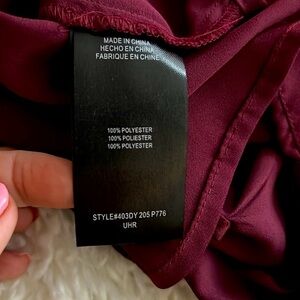 MADE IN CHINA
HECHO EN CHINA
FABRIQUE EN CHINE
100% POLYESTER
100% POLIESTER
100% POLYESTER
STYLE#403DY 205 P776
UHR